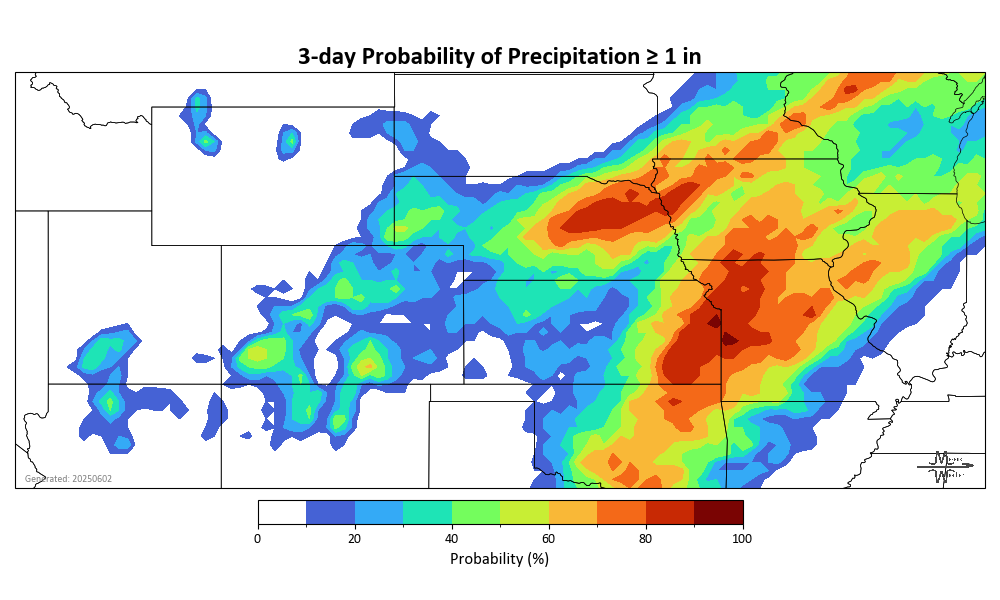 3-day Probability of Precipitation ≥ 1 in
Generated: 20250602
0 20 40 60 80 100
Probability (%)